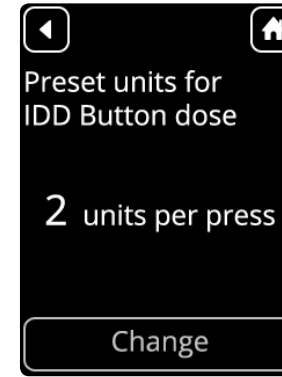 Preset units for
IDD Button dose
2 units per press
Change